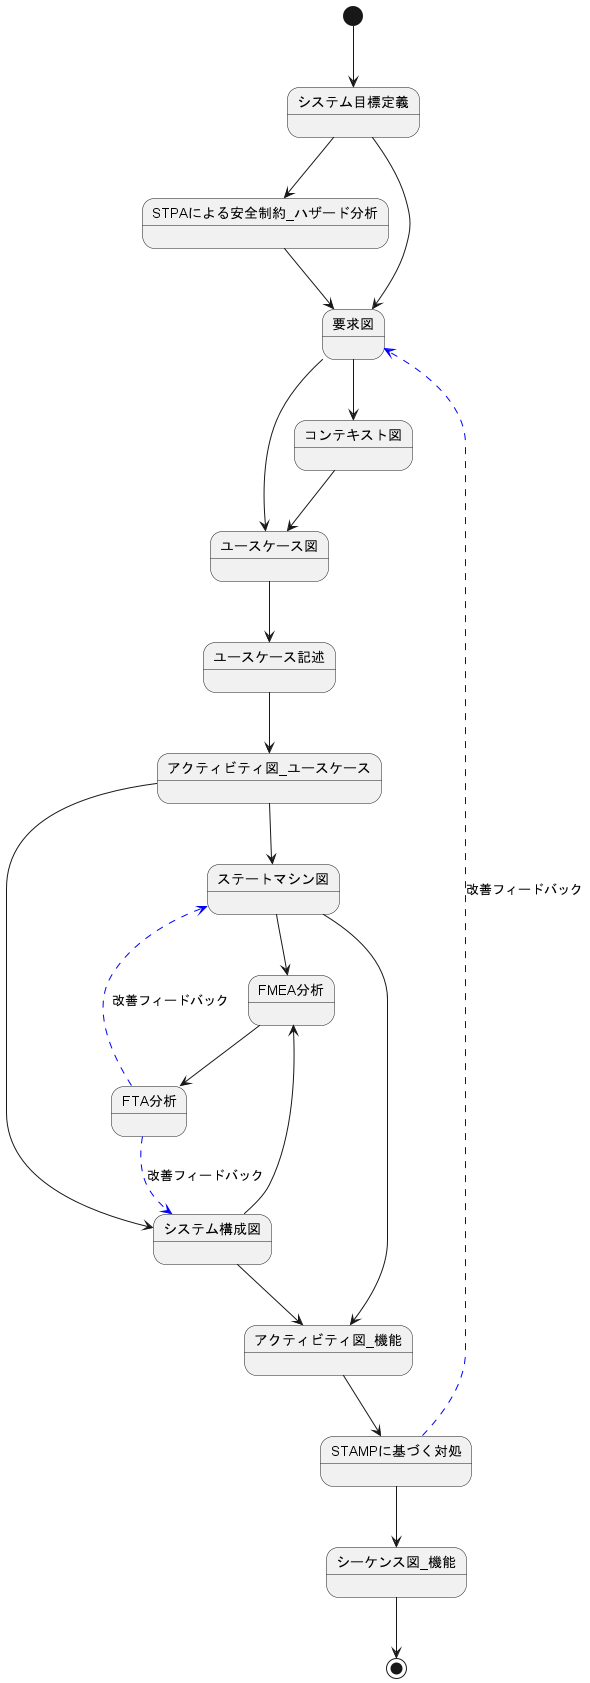 システム目標定義
STPAによる安全制約_ハザード分析
要求図
コンテキスト図
ユースケース図
ユースケース記述
アクティビティ図_ユースケース
ステートマシン図
改善フィードバック
FMEA分析
改善フィードバック
FTA分析
改善フィードバック
システム構成図
アクティビティ図_機能
STAMPに基づく対処
シーケンス図_機能